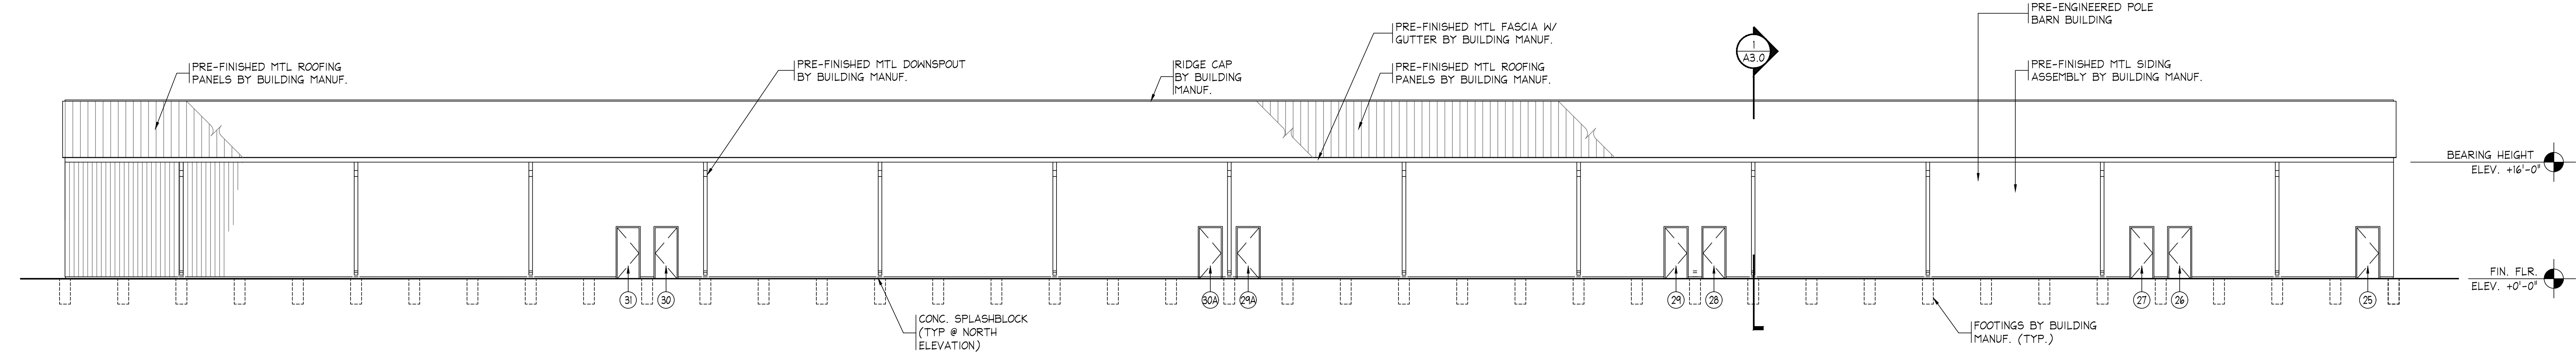 PRE-ENGINEERED POLE
BARN BUILDING
PRE-FINISHED MTL FASCIA W/
GUTTER BY BUILDING MANUF.
1
A3.0
PRE-FINISHED MTL ROOFING
PANELS BY BUILDING MANUF.
PRE-FINISHED MTL DOWNSPOUT
BY BUILDING MANUF.
RIDGE CAP
BY BUILDING
MANUF.
PRE-FINISHED MTL ROOFING
PANELS BY BUILDING MANUF.
PRE-FINISHED MTL SIDING
ASSEMBLY BY BUILDING MANUF.
BEARING HEIGHT
ELEV. +16'-0"
FIN. FLR.
ELEV. +0'-0"
31
30
30A
29A
29
28
27
26
25
CONC. SPLASHBLOCK
(TYP @ NORTH
ELEVATION)
FOOTINGS BY BUILDING
MANUF. (TYP.)